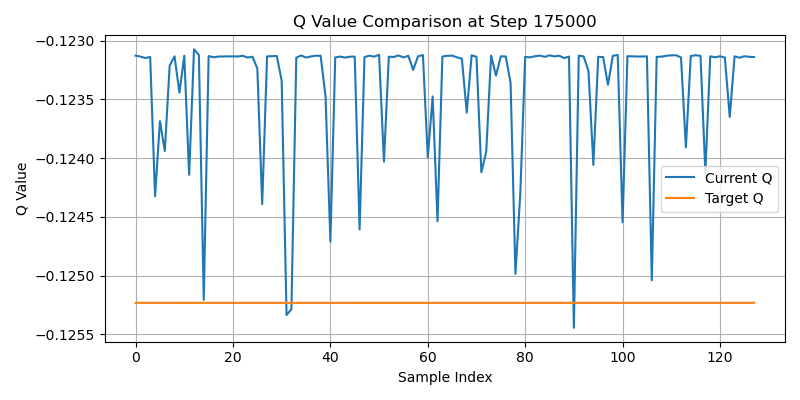 Q Value Comparison at Step 175000
−0.1230
−0.1235
−0.1240
−0.1245
−0.1250
−0.1255
Q Value
Current Q
Target Q
0 20 40 60 80 100 120
Sample Index